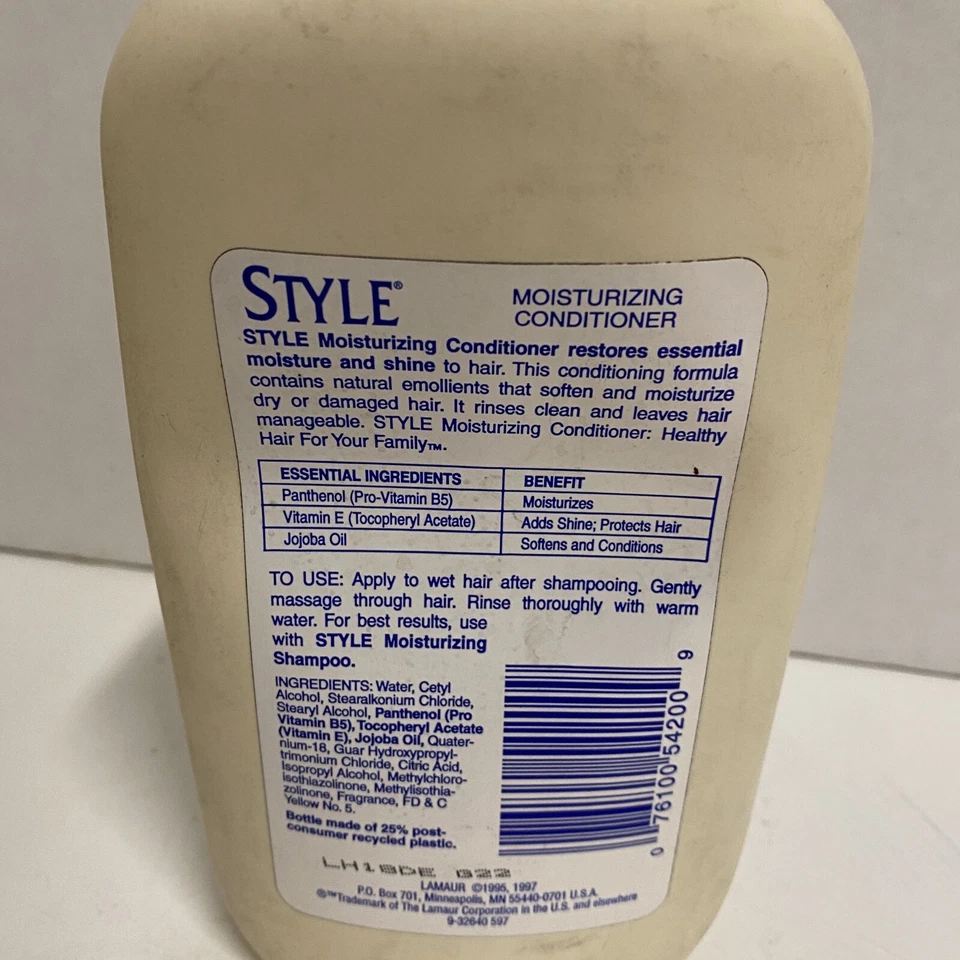 STYLE®
MOISTURIZING
CONDITIONER
STYLE Moisturizing Conditioner restores essential
moisture and shine to hair. This conditioning formula
contains natural emollients that soften and moisturize
dry or damaged hair. It rinses clean and leaves hair
manageable. STYLE Moisturizing Conditioner: Healthy
Hair For Your Family™.
ESSENTIAL INGREDIENTS BENEFIT
Panthenol (Pro-Vitamin B5) Moisturizes
Vitamin E (Tocopheryl Acetate) Adds Shine; Protects Hair
Jojoba Oil Softens and Conditions
TO USE: Apply to wet hair after shampooing. Gently
massage through hair. Rinse thoroughly with warm
water. For best results, use
with STYLE Moisturizing
Shampoo.
INGREDIENTS: Water, Cetyl
Alcohol, Stearalkonium Chloride,
Stearyl Alcohol, Panthenol (Pro
Vitamin B5), Tocopheryl Acetate
(Vitamin E), Jojoba Oil, Quater-
nium-18, Guar Hydroxypropyl-
trimonium Chloride, Citric Acid,
Isopropyl Alcohol, Methylchloro-
isothiazolinone, Methylisothia-
zolinone, Fragrance, FD & C
Yellow No. 5.
Bottle made of 25% post-
consumer recycled plastic.
0 76100 54200 9
LAMAUR ©1995, 1997
P.O. Box 701, Minneapolis, MN 55440-0701 U.S.A.
®™Trademark of The Lamaur Corporation in the U.S. and elsewhere
9-32640 597